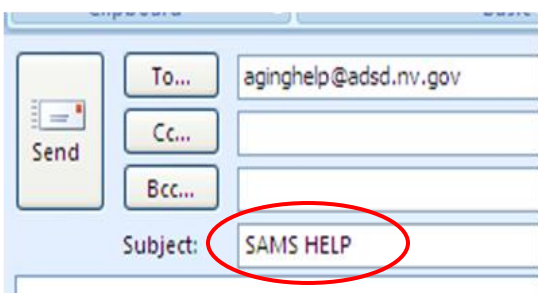 To...
aginghelp@adsd.nv.gov
Cc...
Send
Bcc...
Subject:
SAMS HELP